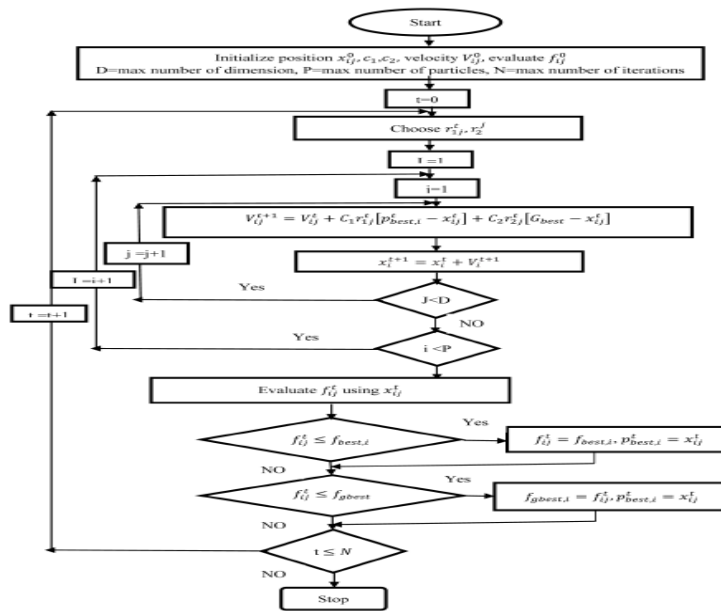 Start
Initialize position x⁰ᵢⱼ, c₁, c₂, velocity V⁰ᵢⱼ, evaluate f⁰ᵢⱼ
D=max number of dimension, P=max number of particles, N=max number of iterations
t=0
Choose r₁ⱼᵗ, r₂ʲ
I =1
j=1
Vᵢⱼᵗ⁺¹ = Vᵢⱼᵗ + C₁r₁ⱼᵗ[pᵗbest,i − xᵢⱼᵗ] + C₂r₂ⱼᵗ[Gbest − xᵢⱼᵗ]
j =j+1
xᵢᵗ⁺¹ = xᵢᵗ + Vᵢᵗ⁺¹
I =i+1
Yes
J<D
t =t+1
NO
Yes
i <P
Evaluate fᵢⱼᵗ using xᵢⱼᵗ
Yes
fᵢⱼᵗ ≤ fbest,i
fᵢⱼᵗ = fbest,i, pᵗbest,i = xᵢⱼᵗ
NO
Yes
fᵢⱼᵗ ≤ fgbest
fgbest,i = fᵢⱼᵗ, pᵗbest,i = xᵢⱼᵗ
NO
t ≤ N
NO
Stop